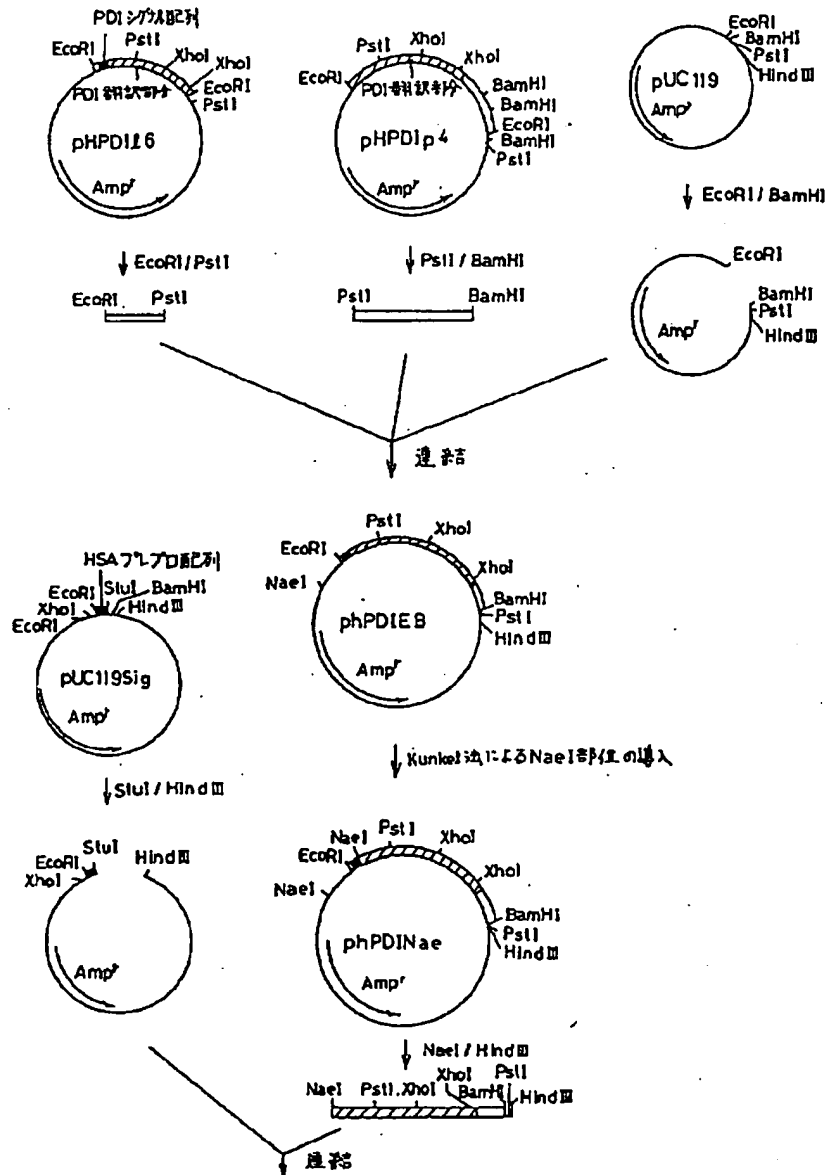 PDIシグナル配列
EcoRI
PstI
XhoI
XhoI
EcoRI
PstI
PDI翻訳部分
pHPDIl6
Amp^r
EcoRI/PstI
EcoRI PstI
EcoRI
PstI
XhoI
XhoI
BamHI
BamHI
EcoRI
BamHI
PstI
PDI翻訳部分
pHPDIp4
Amp^r
PstI/BamHI
PstI BamHI
EcoRI
BamHI
PstI
HindIII
pUC119
Amp^r
EcoRI/BamHI
EcoRI
BamHI
PstI
HindIII
Amp^r
連結
HSAプレプロ配列
EcoRI
XhoI
EcoRI
StuI
BamHI
HindIII
pUC119Sig
Amp^r
StuI/HindIII
StuI
EcoRI
XhoI
HindIII
Amp^r
PstI
XhoI
EcoRI
XhoI
NaeI
BamHI
PstI
HindIII
phPDIEB
Amp^r
Kunkel法によるNaeI部位の導入
NaeI
PstI
XhoI
EcoRI
XhoI
NaeI
BamHI
PstI
HindIII
phPDINae
Amp^r
NaeI/HindIII
NaeI PstI XhoI XhoI BamHI PstI HindIII
連結